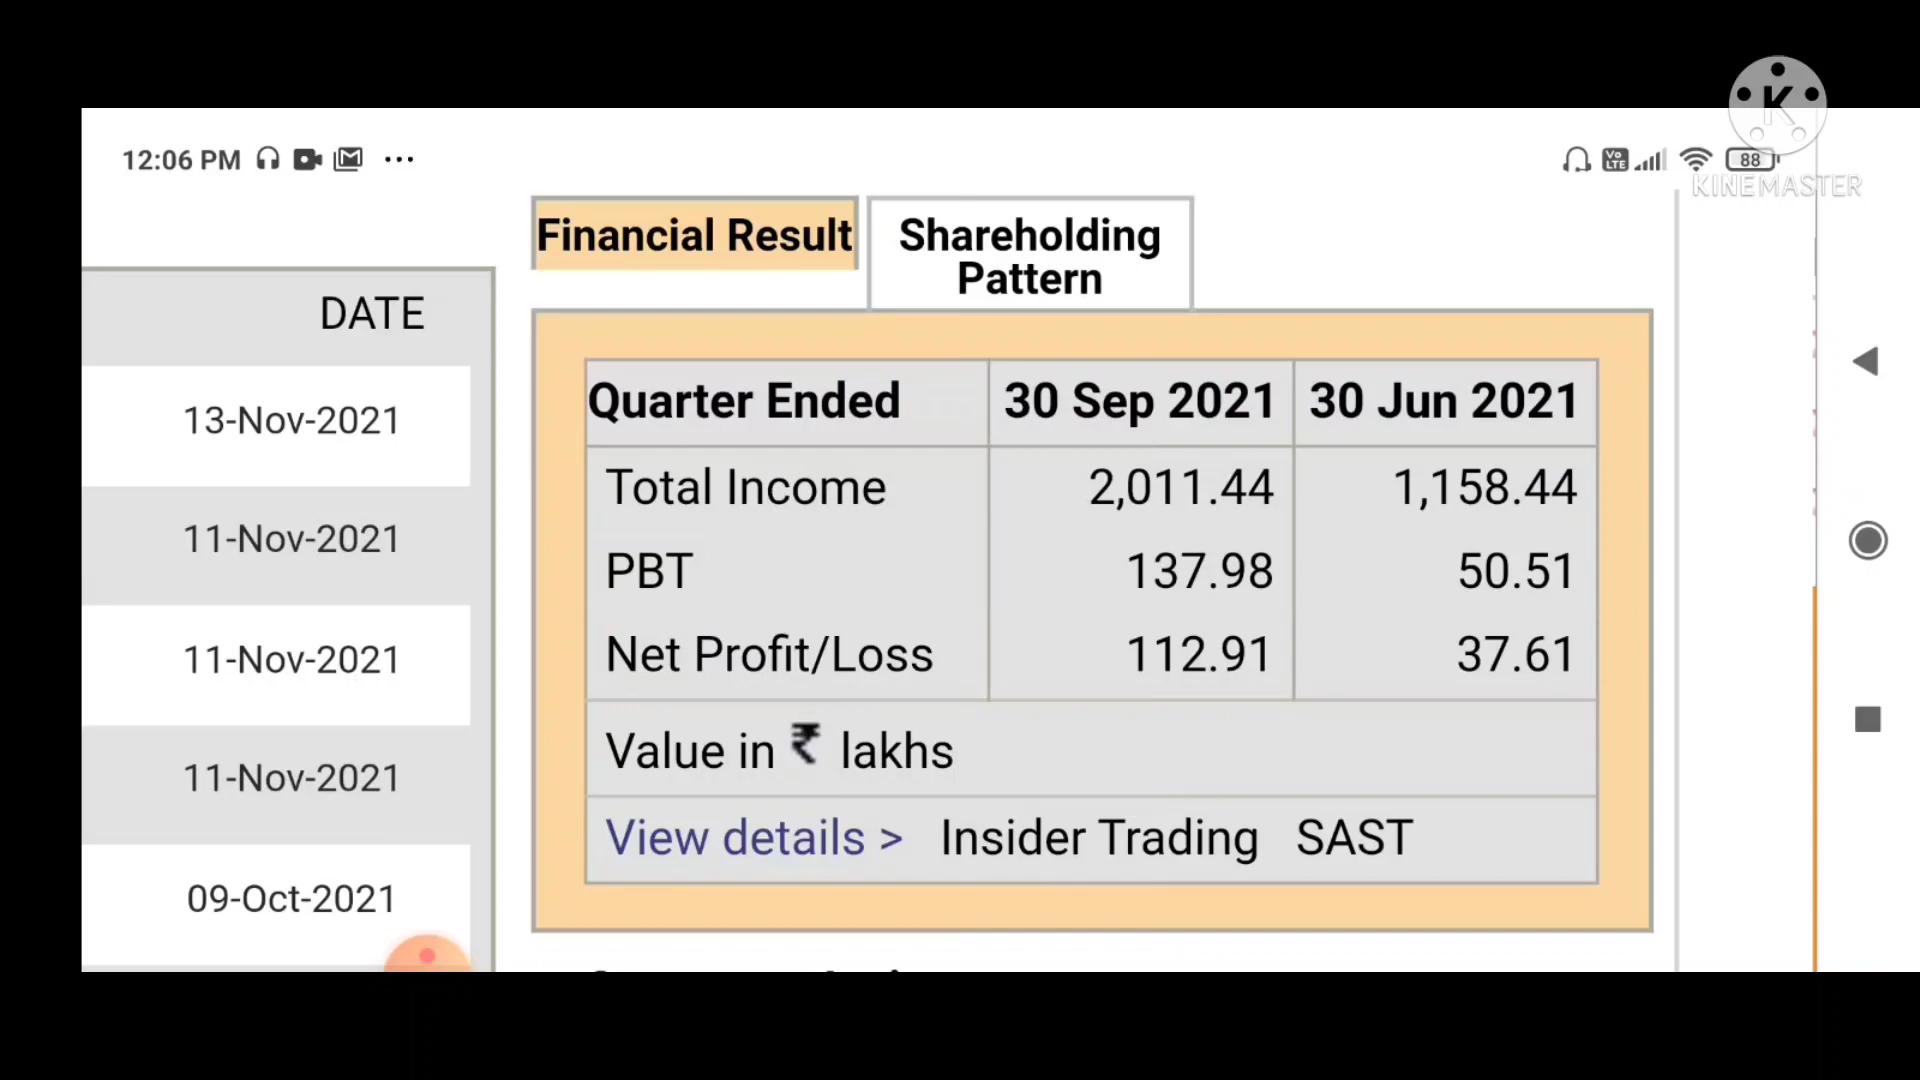 12:06 PM
Vo LTE
88
K
KINEMASTER
Financial Result
Shareholding
Pattern
DATE
13-Nov-2021
11-Nov-2021
11-Nov-2021
11-Nov-2021
09-Oct-2021
Quarter Ended 30 Sep 2021 30 Jun 2021
Total Income 2,011.44 1,158.44
PBT 137.98 50.51
Net Profit/Loss 112.91 37.61
Value in ₹ lakhs
View details > Insider Trading SAST